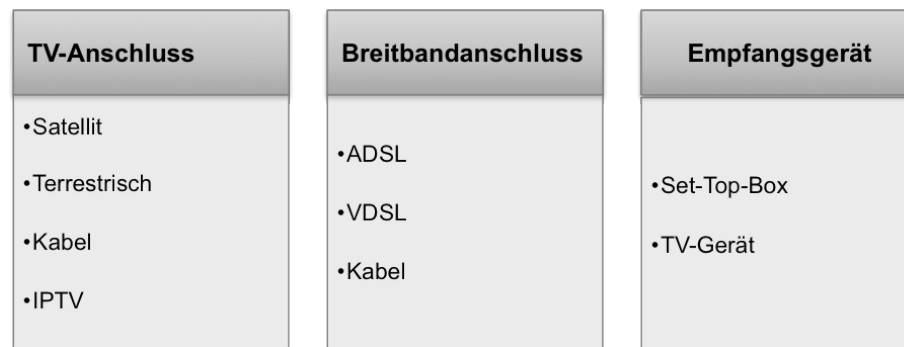 TV-Anschluss
•Satellit
•Terrestrisch
•Kabel
•IPTV
Breitbandanschluss
•ADSL
•VDSL
•Kabel
Empfangsgerät
•Set-Top-Box
•TV-Gerät